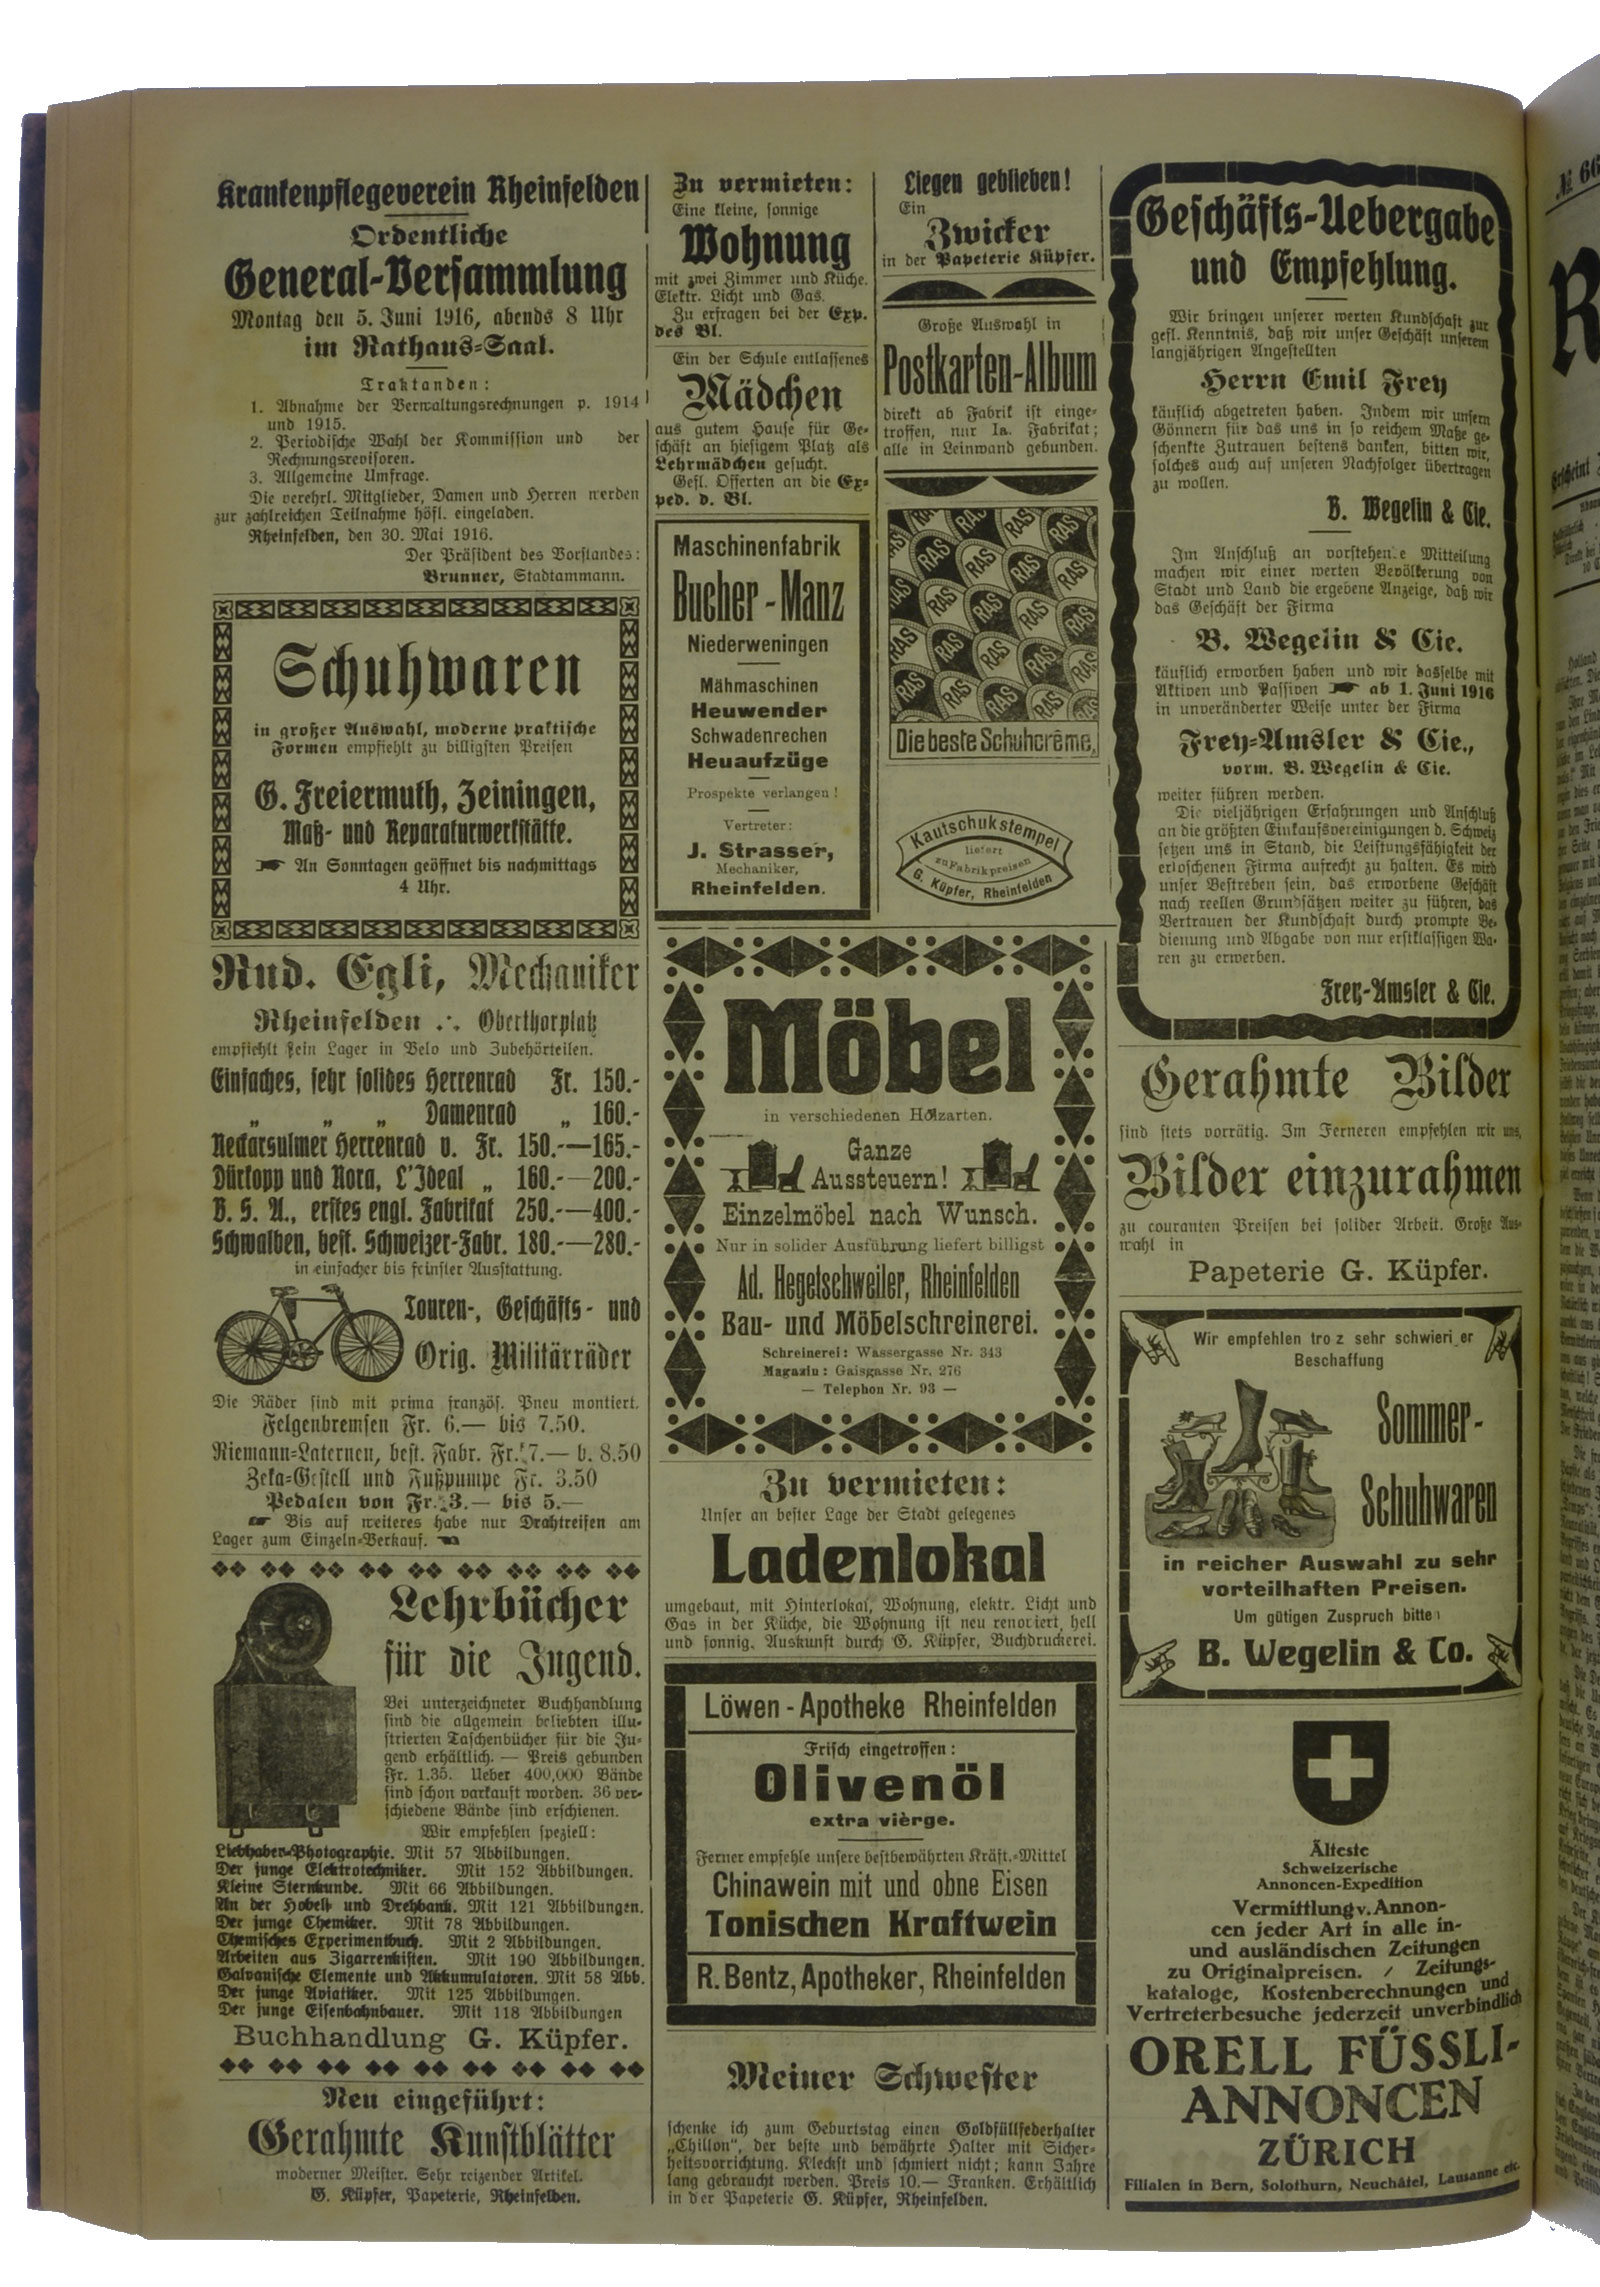 Krankenpflegeverein Rheinfelden
Ordentliche
General-Versammlung
Montag den 5. Juni 1916, abends 8 Uhr
im Rathaus-Saal.
Traktanden:
1. Abnahme der Verwaltungsrechnungen p. 1914
und 1915.
2. Periodische Wahl der Kommission und der
Rechnungsrevisoren.
3. Allgemeine Umfrage.
Die verehrl. Mitglieder, Damen und Herren werden
zur zahlreichen Teilnahme höfl. eingeladen.
Rheinfelden, den 30. Mai 1916.
Der Präsident des Vorstandes:
Brunner, Stadtammann.
Schuhwaren
in großer Auswahl, moderne praktische
Formen empfiehlt zu billigsten Preisen
G. Freiermuth, Zeiningen,
Maß- und Reparaturwerkstätte.
An Sonntagen geöffnet bis nachmittags
4 Uhr.
Rud. Egli, Mechaniker
Rheinfelden ∴ Oberthorplatz
empfiehlt sein Lager in Velo und Zubehörteilen.
Einfaches, sehr solides Herrenrad Fr. 150.-
„ „ „ Damenrad „ 160.-
Neckarsulmer Herrenrad v. Fr. 150.-—165.-
Dürkopp und Nora, L'Ideal „ 160.-—200.-
B. S. A., erstes engl. Fabrikat 250.-—400.-
Schwalben, best. Schweizer-Fabr. 180.-—280.-
in einfacher bis feinster Ausstattung.
Touren-, Geschäfts- und
Orig. Militärräder
Die Räder sind mit prima französ. Pneu montiert.
Felgenbremsen Fr. 6.— bis 7.50.
Riemann-Laternen, best. Fabr. Fr. 7.— b. 8.50
Zeka-Gestell und Fußpumpe Fr. 3.50
Pedalen von Fr. 3.— bis 5.—
Bis auf weiteres habe nur Drahtreifen am
Lager zum Einzeln-Verkauf.
Lehrbücher
für die Jugend.
Bei unterzeichneter Buchhandlung
sind die allgemein beliebten illu-
strierten Taschenbücher für die Ju-
gend erhältlich. — Preis gebunden
Fr. 1.35. Ueber 400,000 Bände
sind schon varkauft worden. 36 ver-
schiedene Bände sind erschienen.
Wir empfehlen speziell:
Liebhaber-Photographie. Mit 57 Abbildungen.
Der junge Elektrotechniker. Mit 152 Abbildungen.
Kleine Sternkunde. Mit 66 Abbildungen.
An der Hobel- und Drehbank. Mit 121 Abbildungen.
Der junge Chemiker. Mit 78 Abbildungen.
Chemisches Experimentbuch. Mit 2 Abbildungen.
Arbeiten aus Zigarrenkisten. Mit 190 Abbildungen.
Galvanische Elemente und Akkumulatoren. Mit 58 Abb.
Der junge Aviatiker. Mit 125 Abbildungen.
Der junge Eisenbahnbauer. Mit 118 Abbildungen
Buchhandlung G. Küpfer.
Neu eingeführt:
Gerahmte Kunstblätter
moderner Meister. Sehr reizender Artikel.
G. Küpfer, Papeterie, Rheinfelden.
Zu vermieten:
Eine kleine, sonnige
Wohnung
mit zwei Zimmer und Küche.
Elektr. Licht und Gas.
Zu erfragen bei der Exp.
des Bl.
Ein der Schule entlassenes
Mädchen
aus gutem Hause für Ge-
schäft an hiesigem Platz als
Lehrmädchen gesucht.
Gefl. Offerten an die Ex-
ped. d. Bl.
Maschinenfabrik
Bucher-Manz
Niederweningen
Mähmaschinen
Heuwender
Schwadenrechen
Heuaufzüge
Prospekte verlangen!
Vertreter:
J. Strasser,
Mechaniker,
Rheinfelden.
Liegen geblieben!
Ein
Zwicker
in der Papeterie Küpfer.
Große Auswahl in
Postkarten-Album
direkt ab Fabrik ist einge-
troffen, nur Ia. Fabrikat;
alle in Leinwand gebunden.
RAS RAS RAS RAS
RAS RAS RAS RAS
RAS RAS RAS RAS
RAS RAS RAS RAS
RAS RAS RAS RAS
Die beste Schuhcrême,
Kautschukstempel
liefert
zu Fabrikpreisen
G. Küpfer, Rheinfelden
Möbel
in verschiedenen Holzarten.
Ganze
Aussteuern!
Einzelmöbel nach Wunsch.
Nur in solider Ausführung liefert billigst
Ad. Hegetschweiler, Rheinfelden
Bau- und Möbelschreinerei.
Schreinerei: Wassergasse Nr. 343
Magazin: Gaisgasse Nr. 276
— Telephon Nr. 93 —
Zu vermieten:
Unser an bester Lage der Stadt gelegenes
Ladenlokal
umgebaut, mit Hinterlokal, Wohnung, elektr. Licht und
Gas in der Küche, die Wohnung ist neu renoviert, hell
und sonnig. Auskunft durch G. Küpfer, Buchdruckerei.
Löwen-Apotheke Rheinfelden
Frisch eingetroffen:
Olivenöl
extra vièrge.
Ferner empfehle unsere bestbewährten Kräft.-Mittel
Chinawein mit und ohne Eisen
Tonischen Kraftwein
R. Bentz, Apotheker, Rheinfelden
Meiner Schwester
schenke ich zum Geburtstag einen Goldfüllfederhalter
„Chillon“, der beste und bewährte Halter mit Sicher-
heitsvorrichtung. Kleckst und schmiert nicht; kann Jahre
lang gebraucht werden. Preis 10.— Franken. Erhältlich
in der Papeterie G. Küpfer, Rheinfelden.
Geschäfts-Uebergabe
und Empfehlung.
Wir bringen unserer werten Kundschaft zur
gefl. Kenntnis, daß wir unser Geschäft unserem
langjährigen Angestellten
Herrn Emil Frey
käuflich abgetreten haben. Indem wir unsern
Gönnern für das uns in so reichem Maße ge-
schenkte Zutrauen bestens danken, bitten wir,
solches auch auf unseren Nachfolger übertragen
zu wollen.
B. Wegelin & Cie.
Im Anschluß an vorstehen e Mitteilung
machen wir einer werten Bevölkerung von
Stadt und Land die ergebene Anzeige, daß wir
das Geschäft der Firma
B. Wegelin & Cie.
käuflich erworben haben und wir dasselbe mit
Aktiven und Passiven ab 1. Juni 1916
in unveränderter Weise unter der Firma
Frey-Amsler & Cie.,
vorm. B. Wegelin & Cie.
weiter führen werden.
Die vieljährigen Erfahrungen und Anschluß
an die größten Einkaufsvereinigungen d. Schweiz
setzen uns in Stand, die Leistungsfähigkeit der
erloschenen Firma aufrecht zu halten. Es wird
unser Bestreben sein, das erworbene Geschäft
nach reellen Grundsätzen weiter zu führen, das
Vertrauen der Kundschaft durch prompte Be-
dienung und Abgabe von nur erstklassigen Wa-
ren zu erwerben.
Frey-Amsler & Cie.
Gerahmte Bilder
sind stets vorrätig. Im Ferneren empfehlen wir uns,
Bilder einzurahmen
zu couranten Preisen bei solider Arbeit. Große Aus-
wahl in
Papeterie G. Küpfer.
Wir empfehlen tro z sehr schwieri er
Beschaffung
Sommer-
Schuhwaren
in reicher Auswahl zu sehr
vorteilhaften Preisen.
Um gütigen Zuspruch bitten
B. Wegelin & Co.
Älteste
Schweizerische
Annoncen-Expedition
Vermittlung v. Annon-
cen jeder Art in alle in-
und ausländischen Zeitungen
zu Originalpreisen. / Zeitungs-
kataloge, Kostenberechnungen und
Vertreterbesuche jederzeit unverbindlich
ORELL FÜSSLI-
ANNONCEN
ZÜRICH
Filialen in Bern, Solothurn, Neuchâtel, Lausanne etc.
№ 66
R
Erscheint